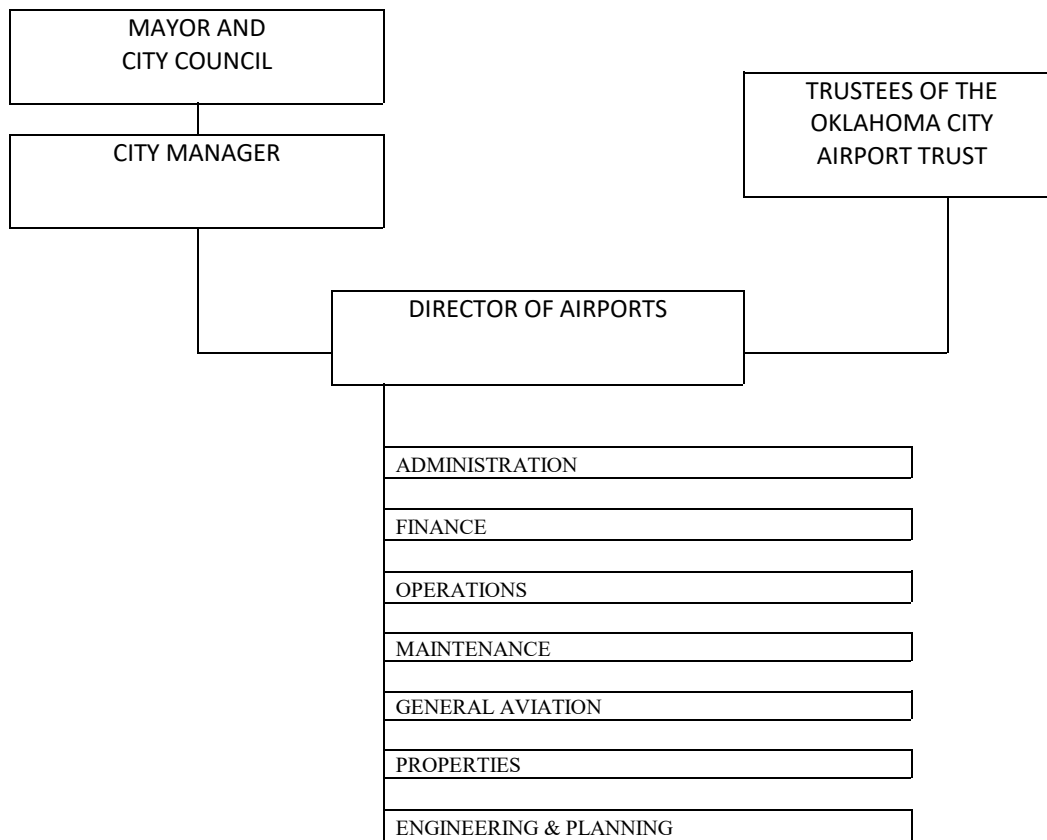 MAYOR AND
CITY COUNCIL
CITY MANAGER
TRUSTEES OF THE
OKLAHOMA CITY
AIRPORT TRUST
DIRECTOR OF AIRPORTS
ADMINISTRATION
FINANCE
OPERATIONS
MAINTENANCE
GENERAL AVIATION
PROPERTIES
ENGINEERING & PLANNING